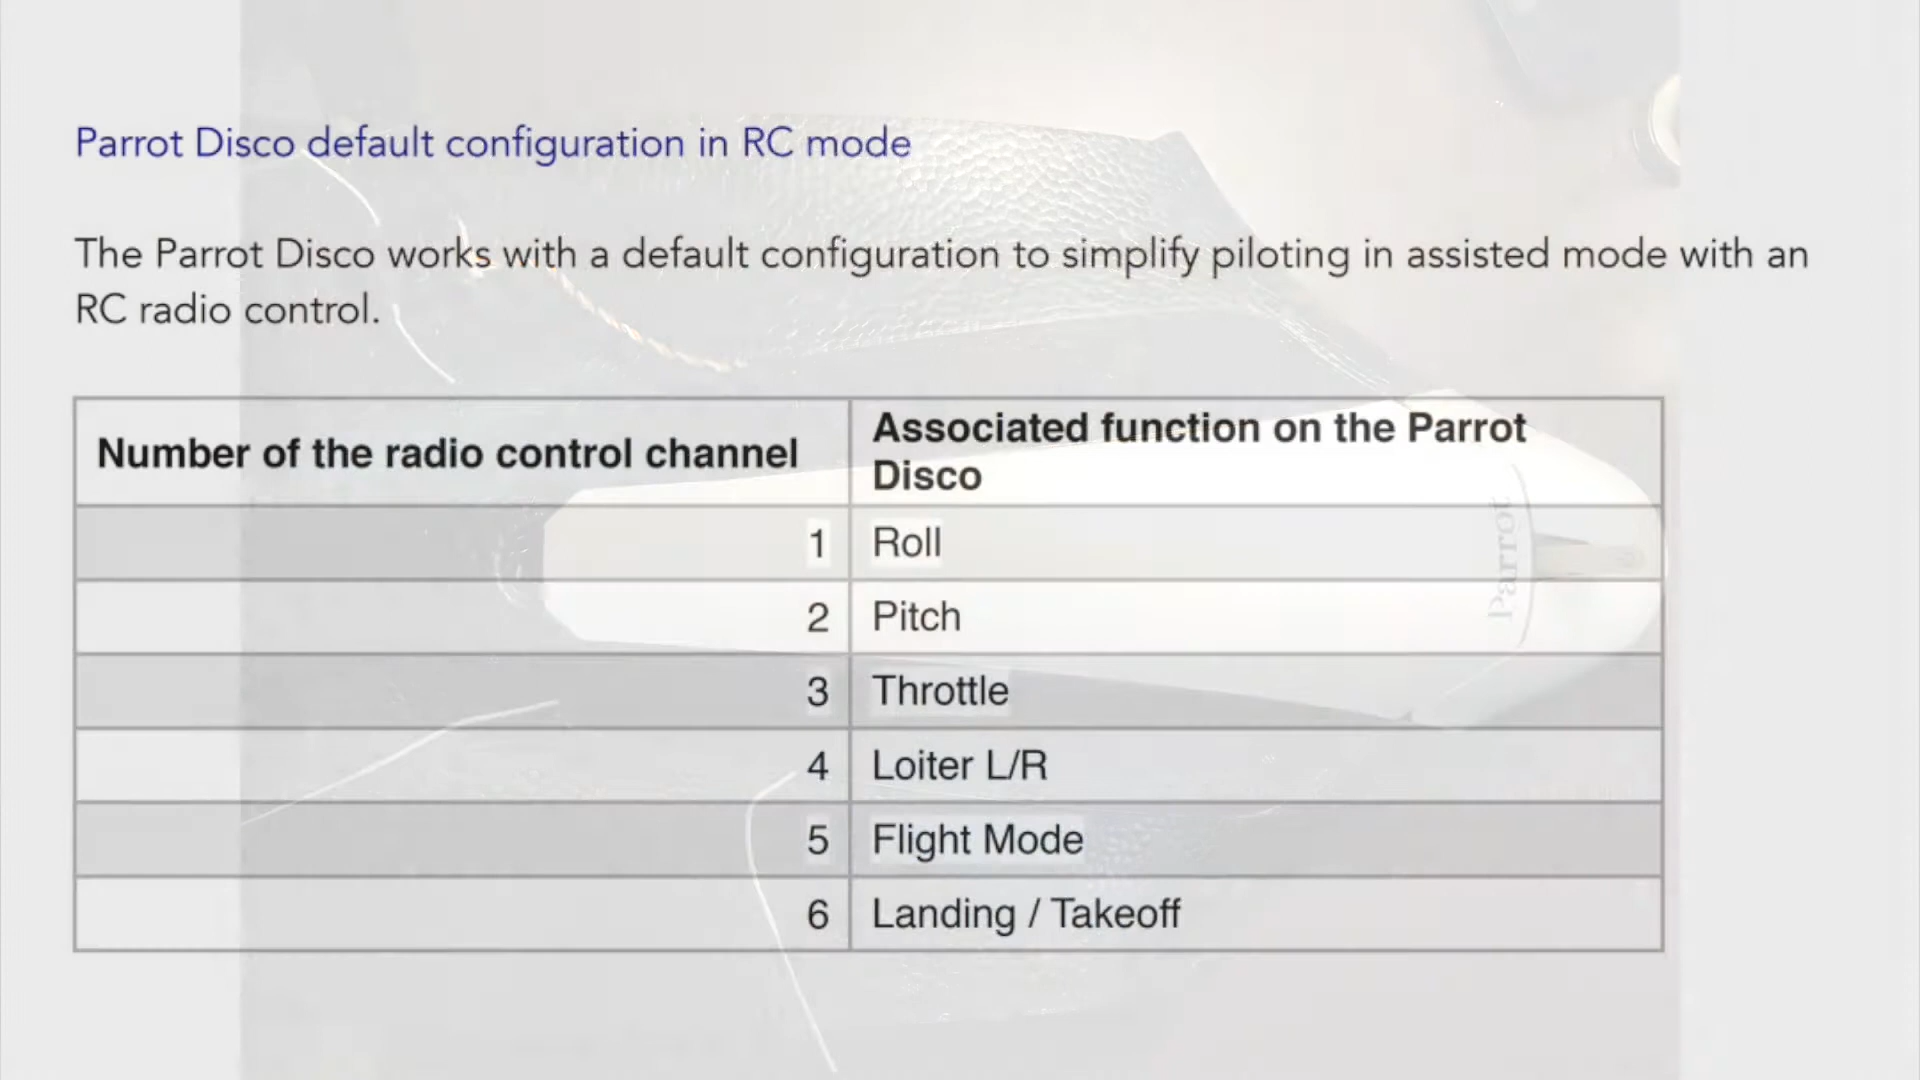 Parrot Disco default configuration in RC mode
The Parrot Disco works with a default configuration to simplify piloting in assisted mode with an
RC radio control.
Number of the radio control channel
Associated function on the Parrot
Disco
1 Roll
2 Pitch
3 Throttle
4 Loiter L/R
5 Flight Mode
6 Landing / Takeoff
Parrot